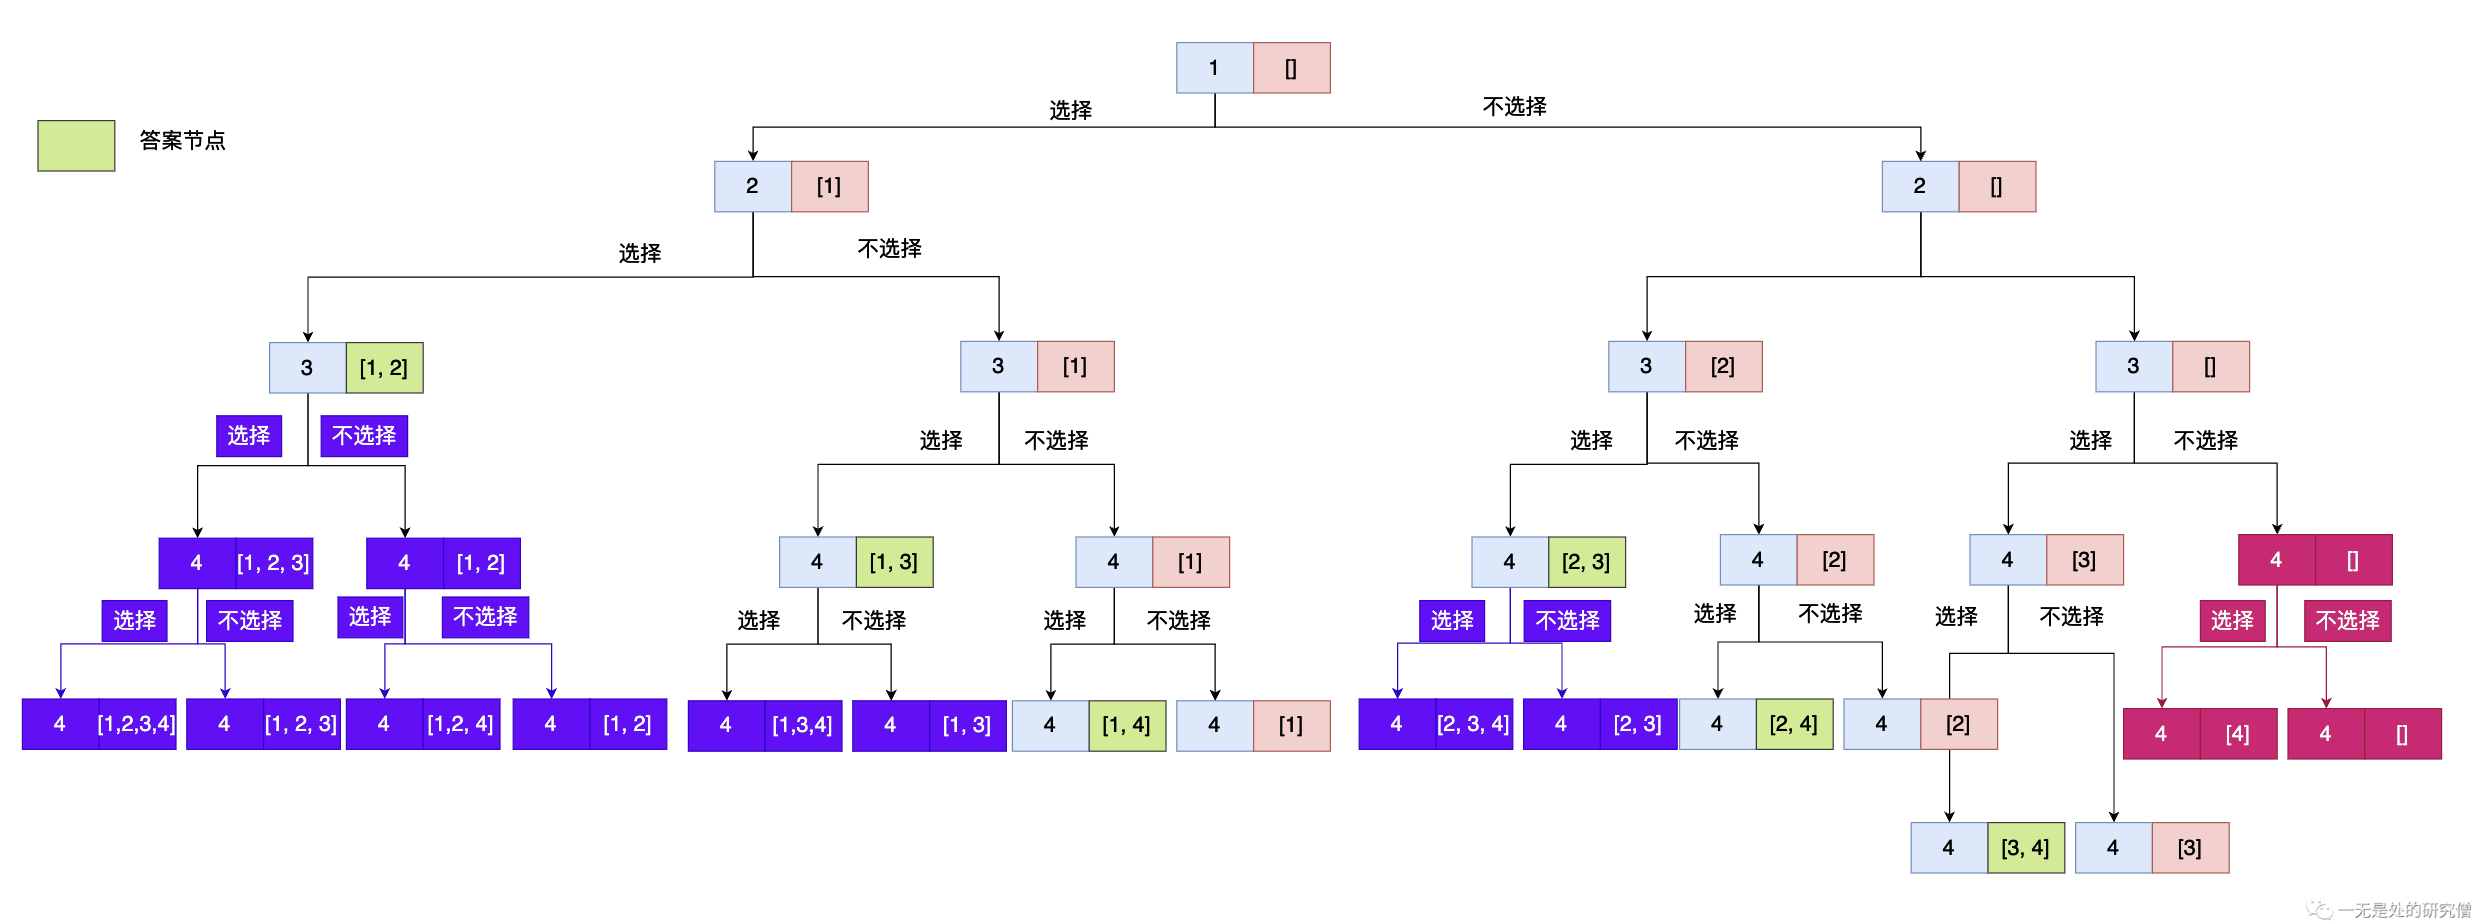 1 []
选择 不选择
答案节点
2 [1] 2 []
选择 不选择
3 [1, 2] 3 [1] 3 [2] 3 []
选择 不选择 选择 不选择 选择 不选择 选择 不选择
4 [1, 2, 3] 4 [1, 2] 4 [1, 3] 4 [1] 4 [2, 3] 4 [2] 4 [3] 4 []
选择 不选择 选择 不选择 选择 不选择 选择 不选择 选择 不选择 选择 不选择 选择 不选择 选择 不选择
4 [1,2,3,4] 4 [1, 2, 3] 4 [1,2, 4] 4 [1, 2] 4 [1,3,4] 4 [1, 3] 4 [1, 4] 4 [1] 4 [2, 3, 4] 4 [2, 3] 4 [2, 4] 4 [2] 4 [4] 4 []
4 [3, 4] 4 [3]
一无是处的研究僧